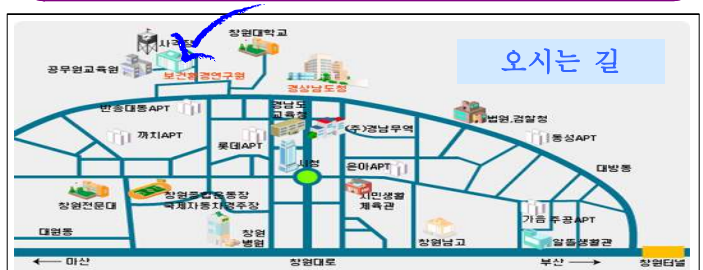 오시는 길
창원대학교
사격장
공무원교육원
보건환경연구원
경상남도청
반송대동APT
경남도
교육청
(주)경남무역
법원,검찰청
동성APT
까치APT
롯데APT
시청
은아APT
대방동
창원전문대
창원종합운동장
국제자동차경주장
시민생활
체육관
가음 주공APT
대원동
창원
병원
창원남고
알뜰생활관
← 마산
창원대로
부산 →
창원터널